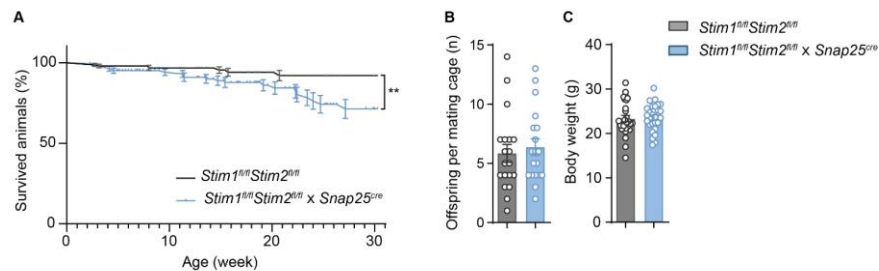 A
Survived animals (%)
100
50
0
0
10
20
30
Age (week)
**
Stim1fl/flStim2fl/fl
Stim1fl/flStim2fl/fl x Snap25cre
B
Offspring per mating cage (n)
15
10
5
0
C
Body weight (g)
40
30
20
10
0
Stim1fl/flStim2fl/fl
Stim1fl/flStim2fl/fl x Snap25cre